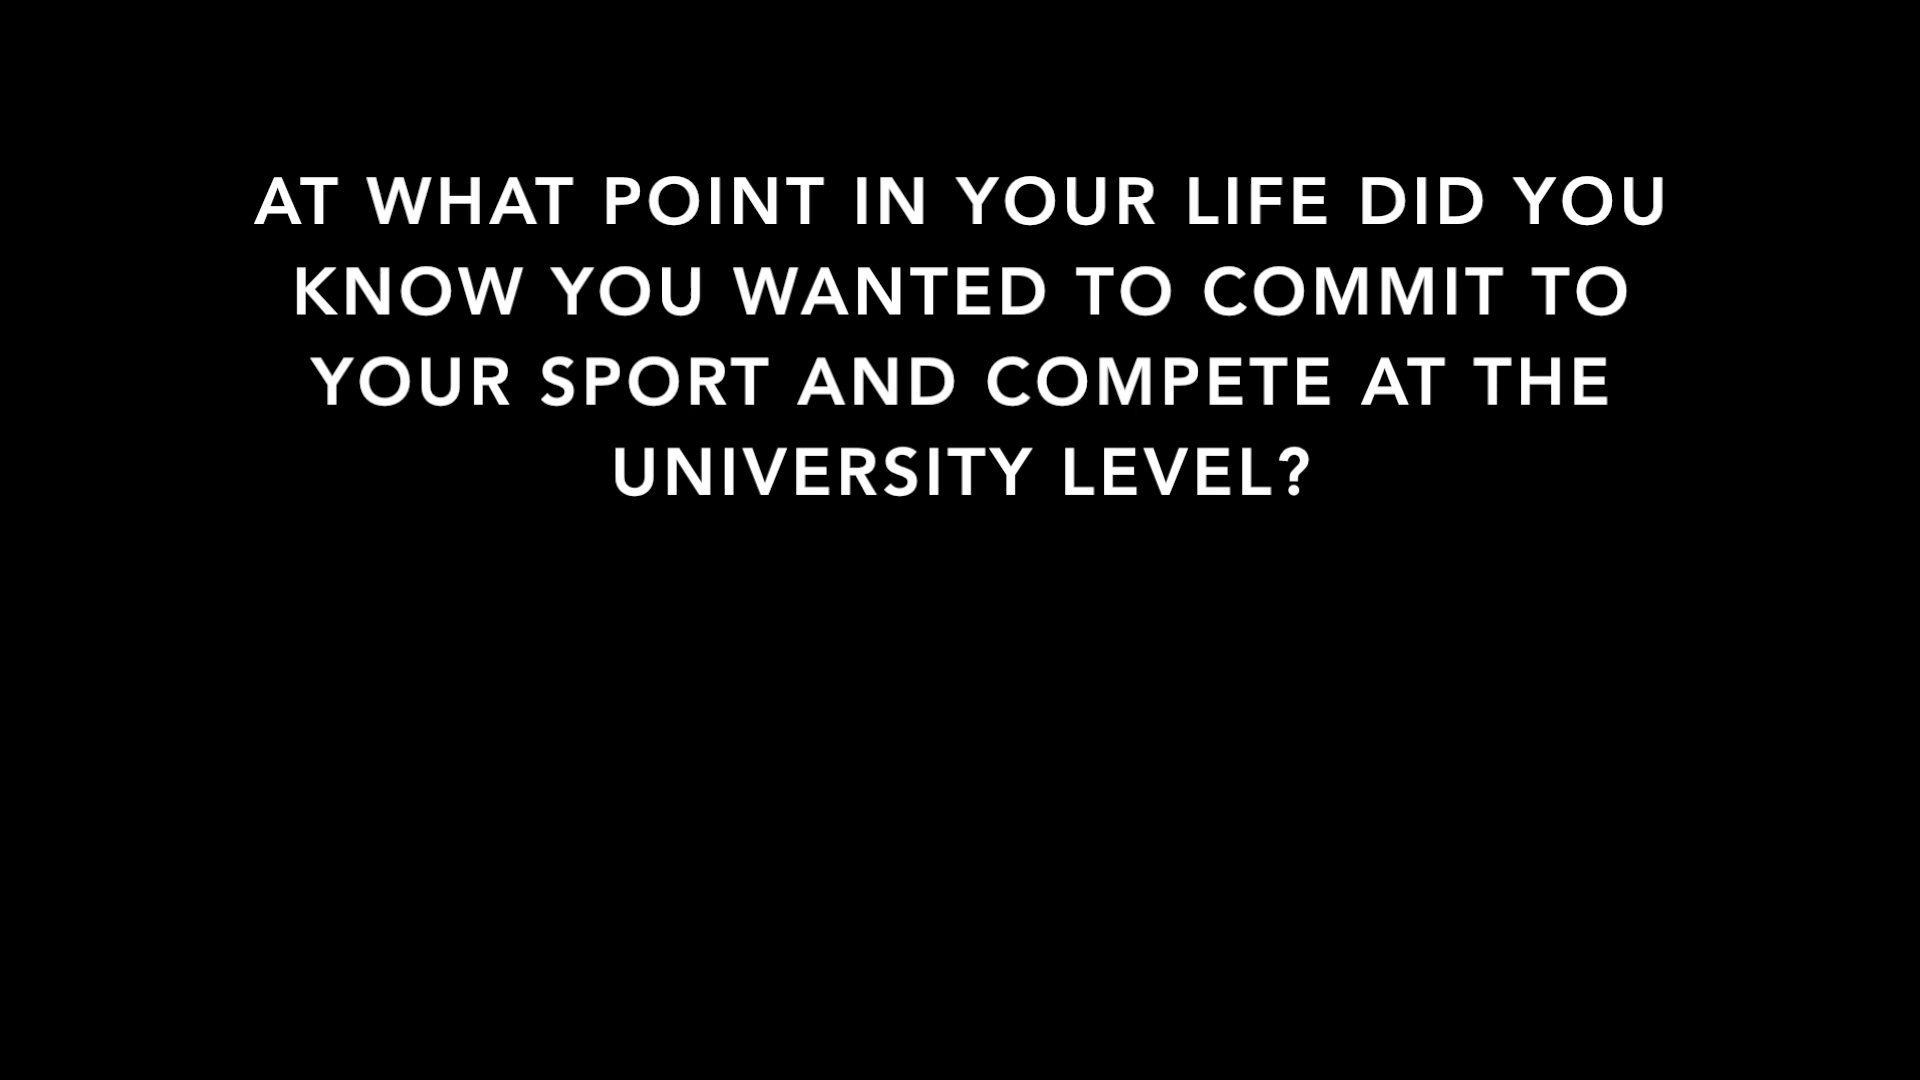 AT WHAT POINT IN YOUR LIFE DID YOU
KNOW YOU WANTED TO COMMIT TO
YOUR SPORT AND COMPETE AT THE
UNIVERSITY LEVEL?